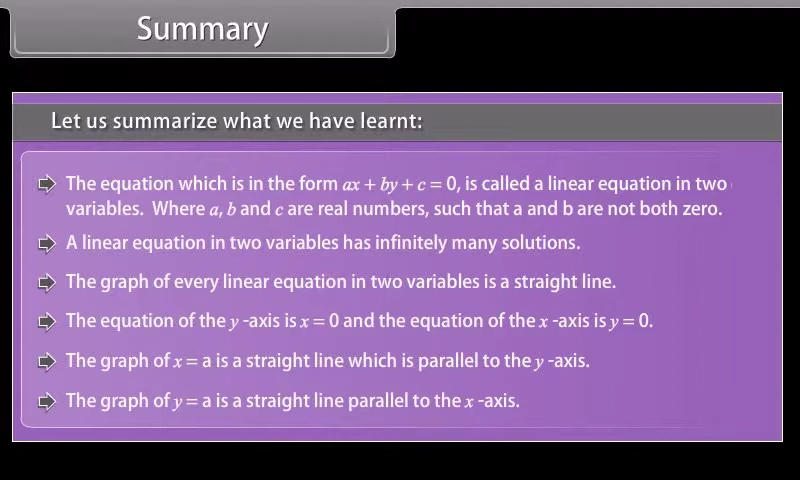 Summary
Let us summarize what we have learnt:
The equation which is in the form ax + by + c = 0, is called a linear equation in two
variables. Where a, b and c are real numbers, such that a and b are not both zero.
A linear equation in two variables has infinitely many solutions.
The graph of every linear equation in two variables is a straight line.
The equation of the y -axis is x = 0 and the equation of the x -axis is y = 0.
The graph of x = a is a straight line which is parallel to the y -axis.
The graph of y = a is a straight line parallel to the x -axis.